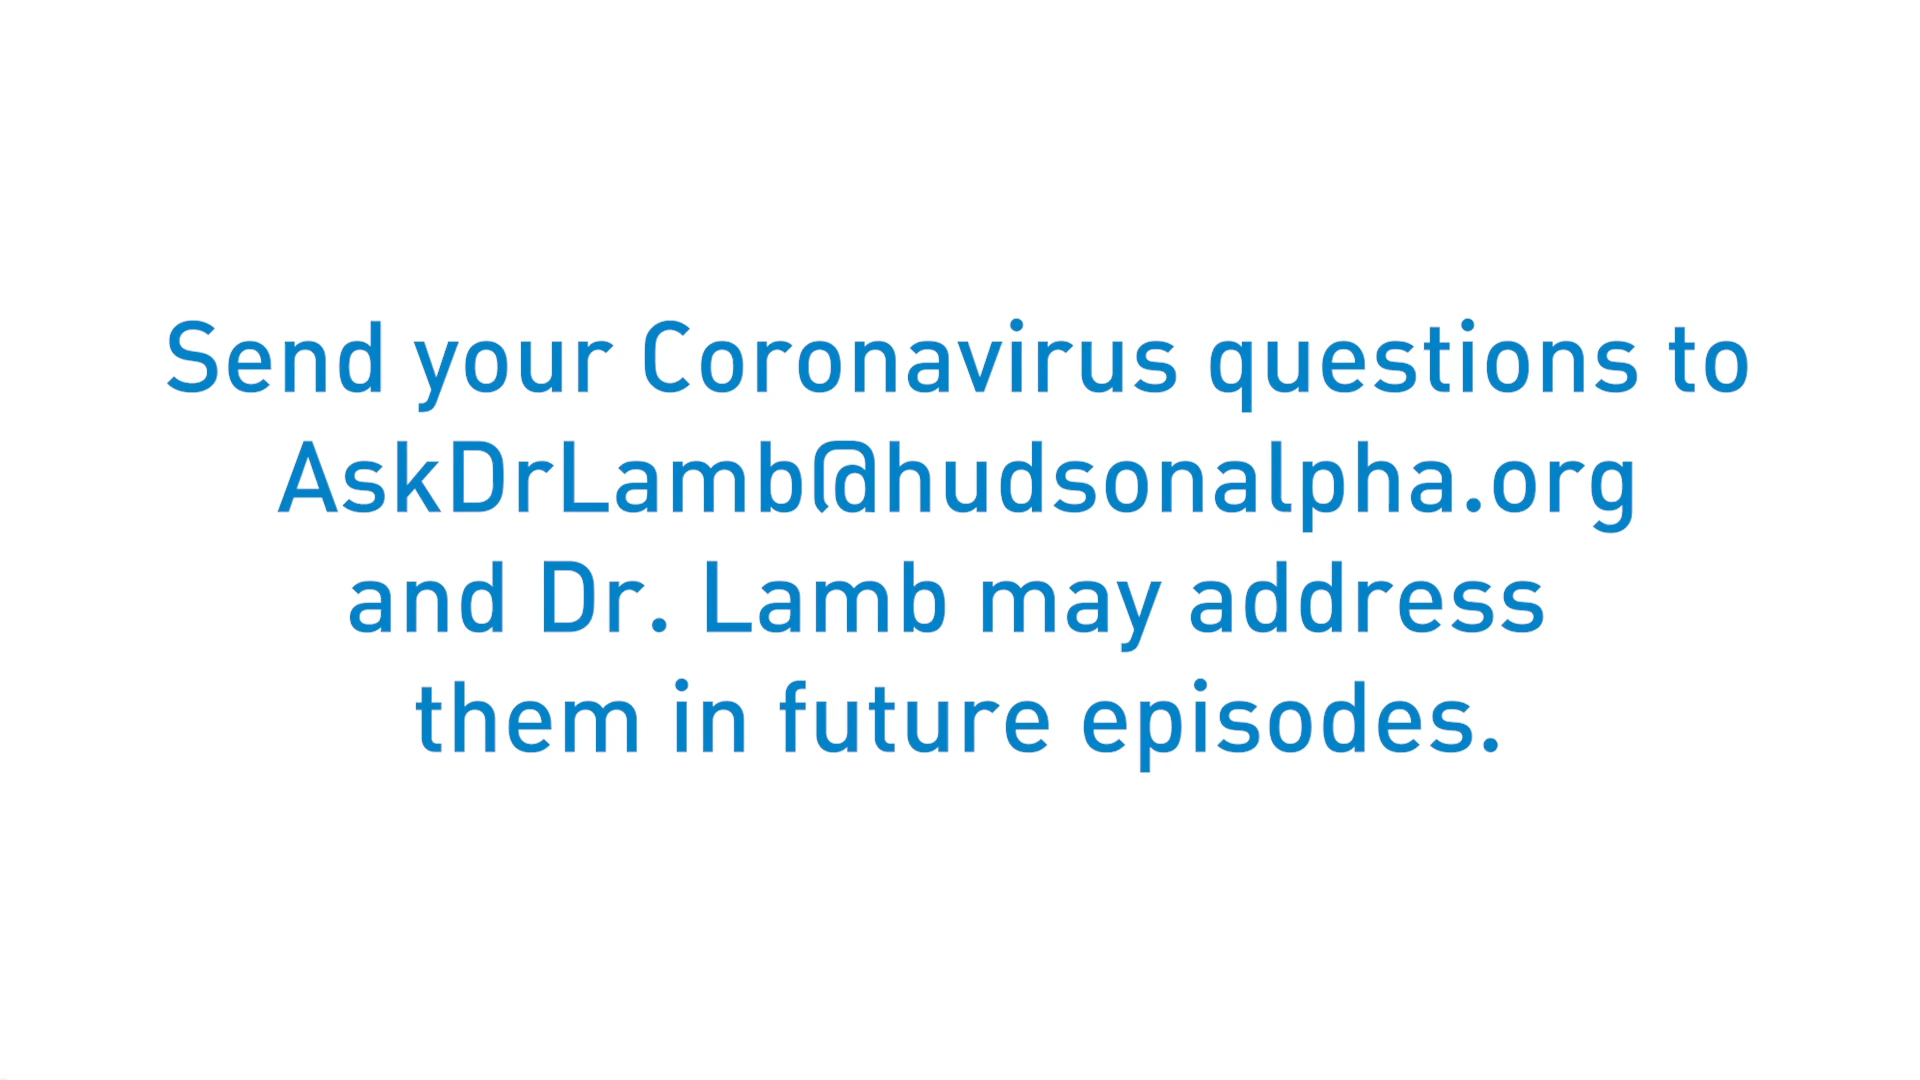 Send your Coronavirus questions to
AskDrLamb@hudsonalpha.org
and Dr. Lamb may address
them in future episodes.